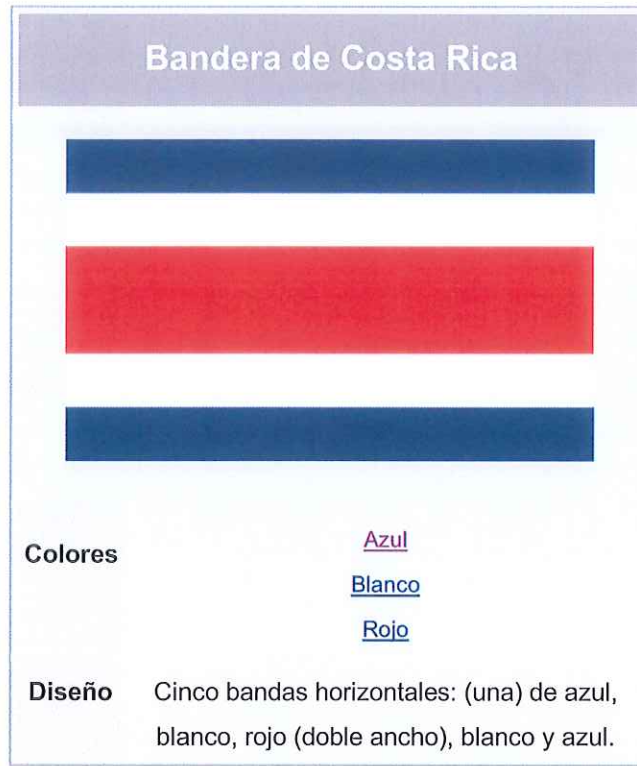 Bandera de Costa Rica
Colores
Azul
Blanco
Rojo
Diseño Cinco bandas horizontales: (una) de azul,
blanco, rojo (doble ancho), blanco y azul.